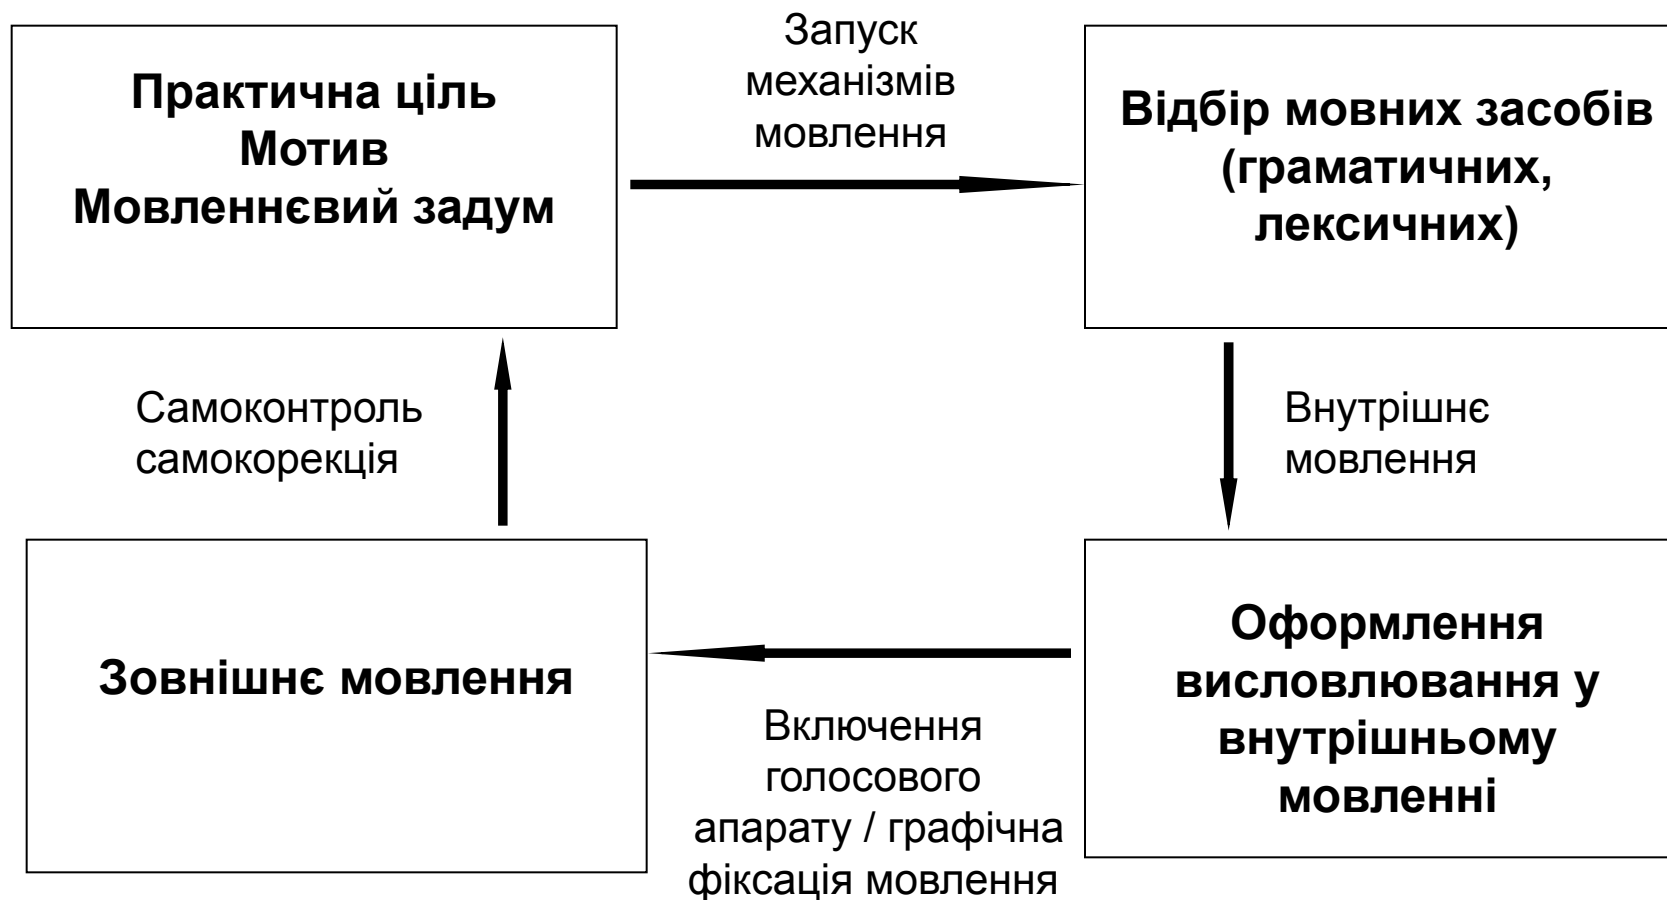 Практична ціль
Мотив
Мовленнєвий задум
Запуск
механізмів
мовлення
Відбір мовних засобів
(граматичних,
лексичних)
Самоконтроль
самокорекція
Внутрішнє
мовлення
Зовнішнє мовлення
Включення
голосового
апарату / графічна
фіксація мовлення
Оформлення
висловлювання у
внутрішньому
мовленні